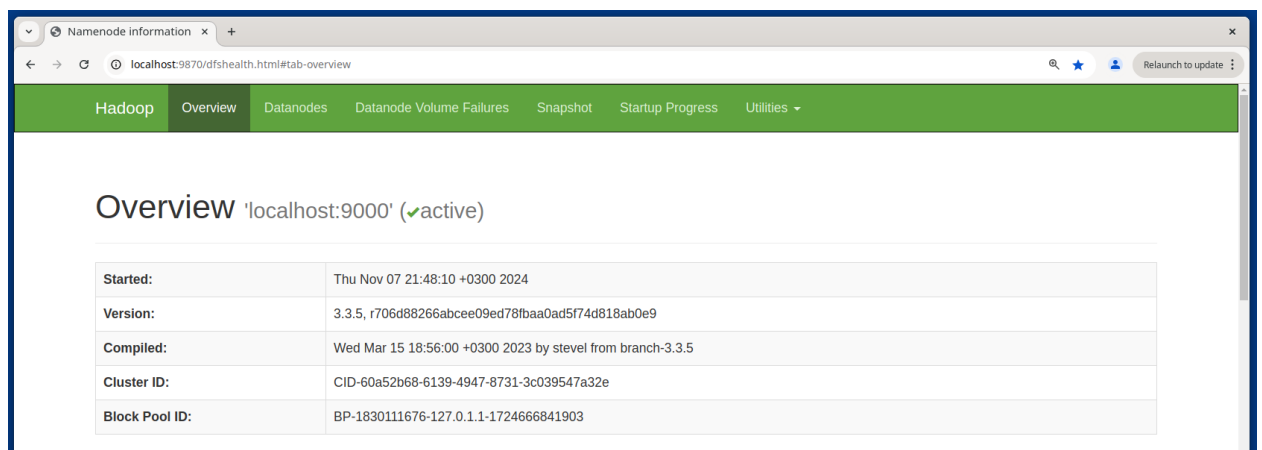 Namenode information
localhost:9870/dfshealth.html#tab-overview
Relaunch to update
Hadoop Overview Datanodes Datanode Volume Failures Snapshot Startup Progress Utilities
Overview 'localhost:9000' (✔active)
Started: Thu Nov 07 21:48:10 +0300 2024
Version: 3.3.5, r706d88266abcee09ed78fbaa0ad5f74d818ab0e9
Compiled: Wed Mar 15 18:56:00 +0300 2023 by stevel from branch-3.3.5
Cluster ID: CID-60a52b68-6139-4947-8731-3c039547a32e
Block Pool ID: BP-1830111676-127.0.1.1-1724666841903